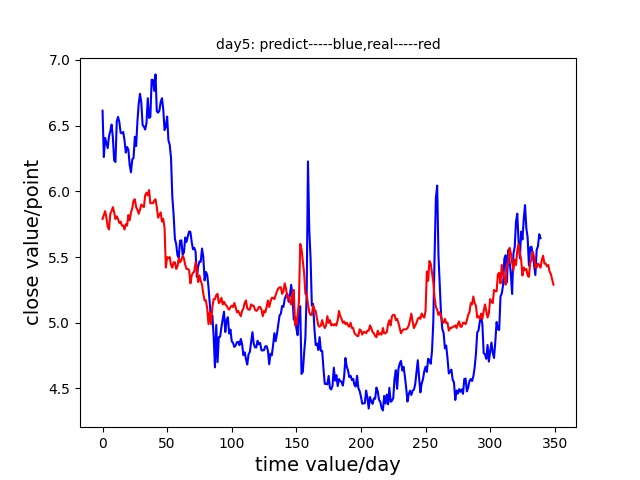 day5: predict-----blue,real-----red
7.0
6.5
6.0
5.5
5.0
4.5
close value/point
0 50 100 150 200 250 300 350
time value/day